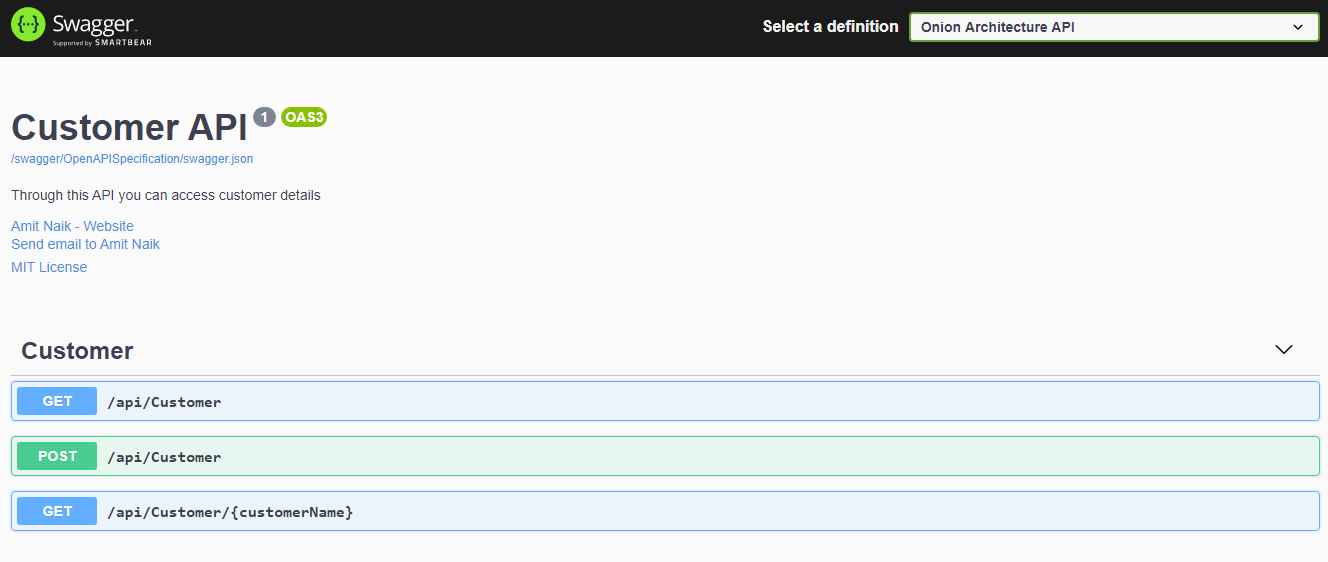 Swagger
Supported by SMARTBEAR
Select a definition
Onion Architecture API
Customer API 1 OAS3
/swagger/OpenAPISpecification/swagger.json
Through this API you can access customer details
Amit Naik - Website
Send email to Amit Naik
MIT License
Customer
GET /api/Customer
POST /api/Customer
GET /api/Customer/{customerName}